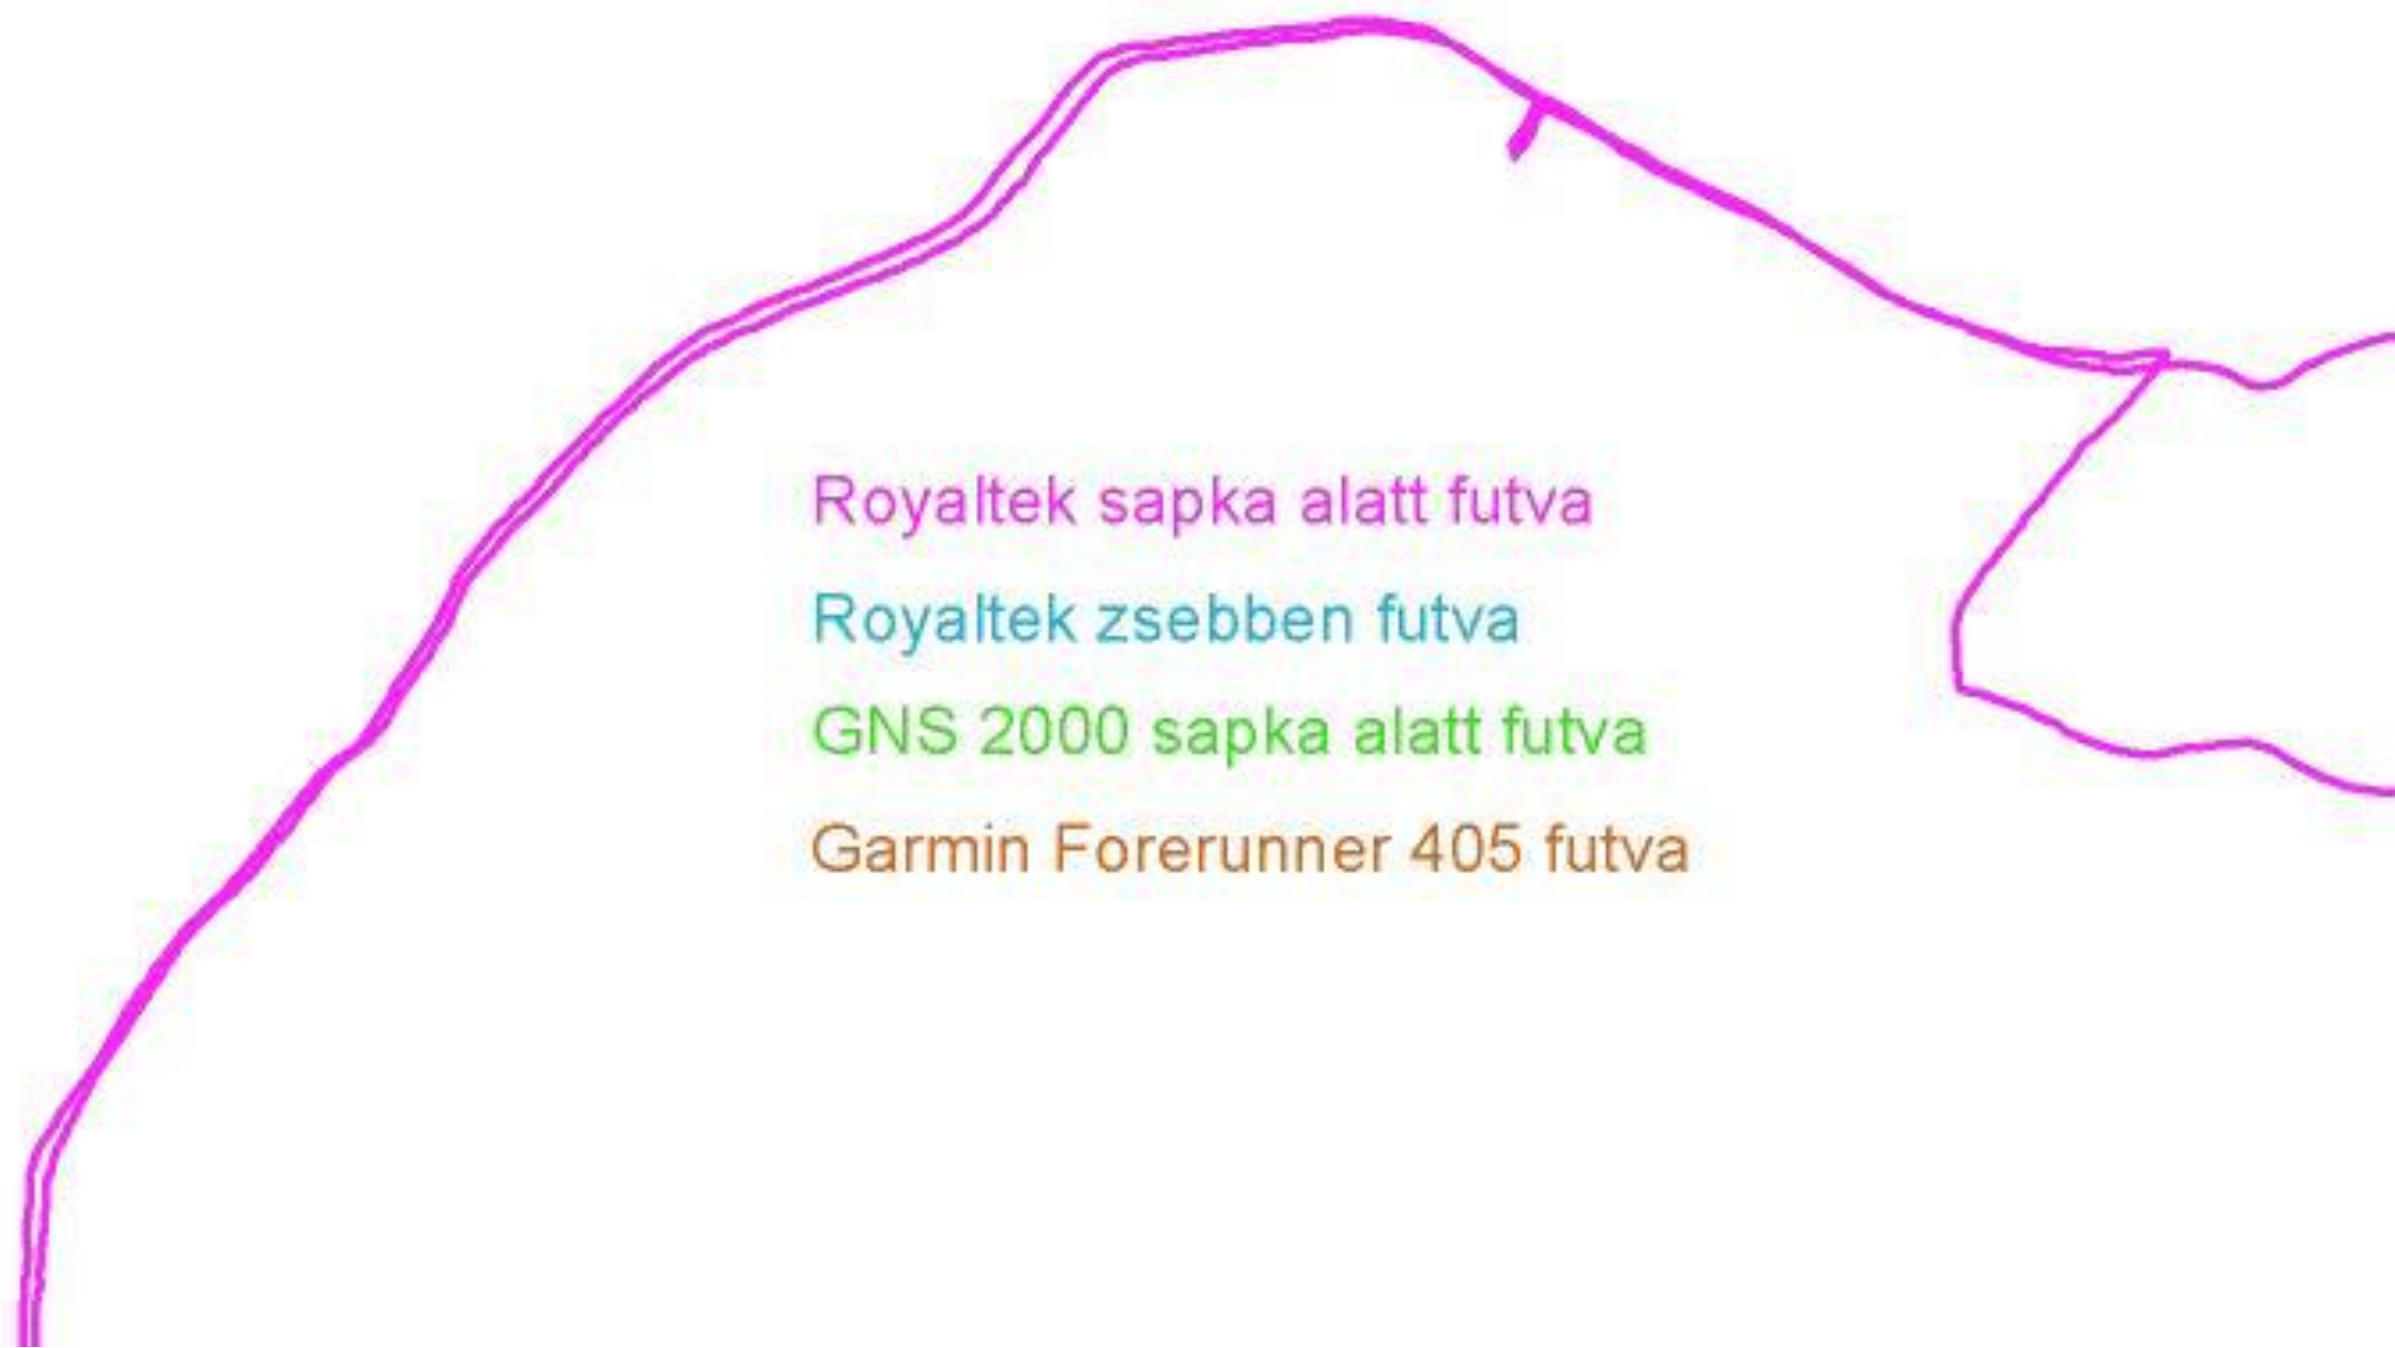 Royaltek sapka alatt futva
Royaltek zsebben futva
GNS 2000 sapka alatt futva
Garmin Forerunner 405 futva